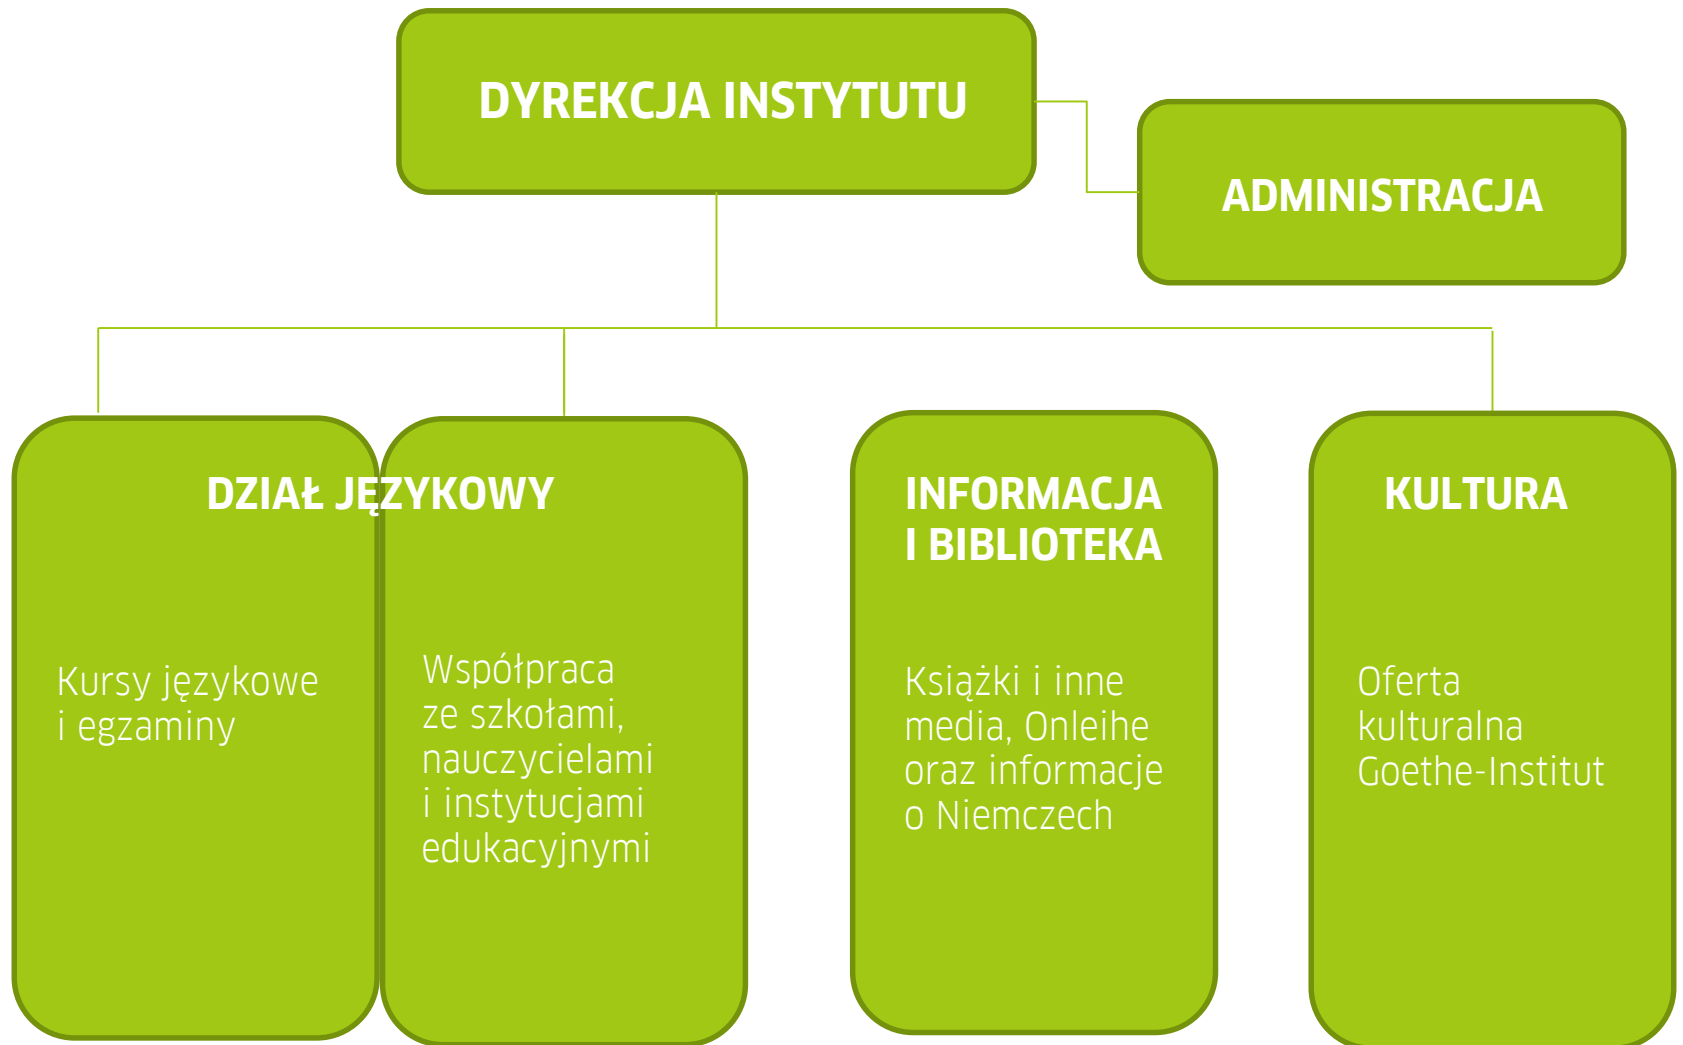 DYREKCJA INSTYTUTU
ADMINISTRACJA
DZIAŁ JĘZYKOWY
Kursy językowe
i egzaminy
Współpraca
ze szkołami,
nauczycielami
i instytucjami
edukacyjnymi
INFORMACJA
I BIBLIOTEKA
Książki i inne
media, Onleihe
oraz informacje
o Niemczech
KULTURA
Oferta
kulturalna
Goethe-Institut